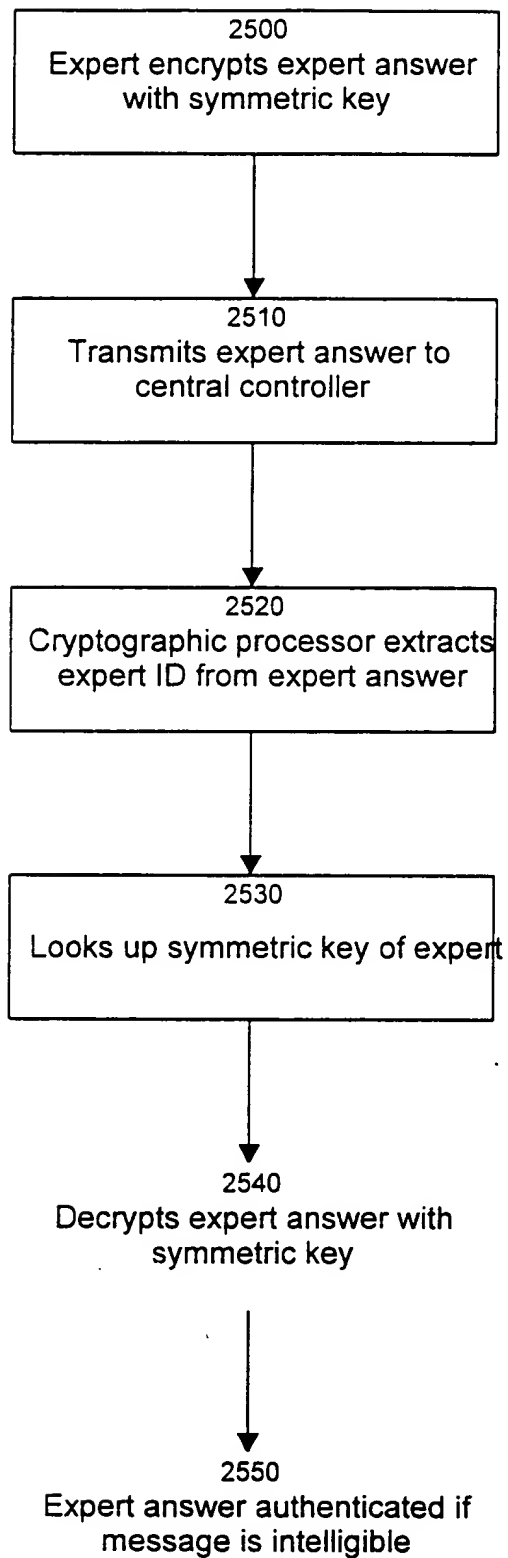 2500
Expert encrypts expert answer
with symmetric key
2510
Transmits expert answer to
central controller
2520
Cryptographic processor extracts
expert ID from expert answer
2530
Looks up symmetric key of expert
2540
Decrypts expert answer with
symmetric key
2550
Expert answer authenticated if
message is intelligible